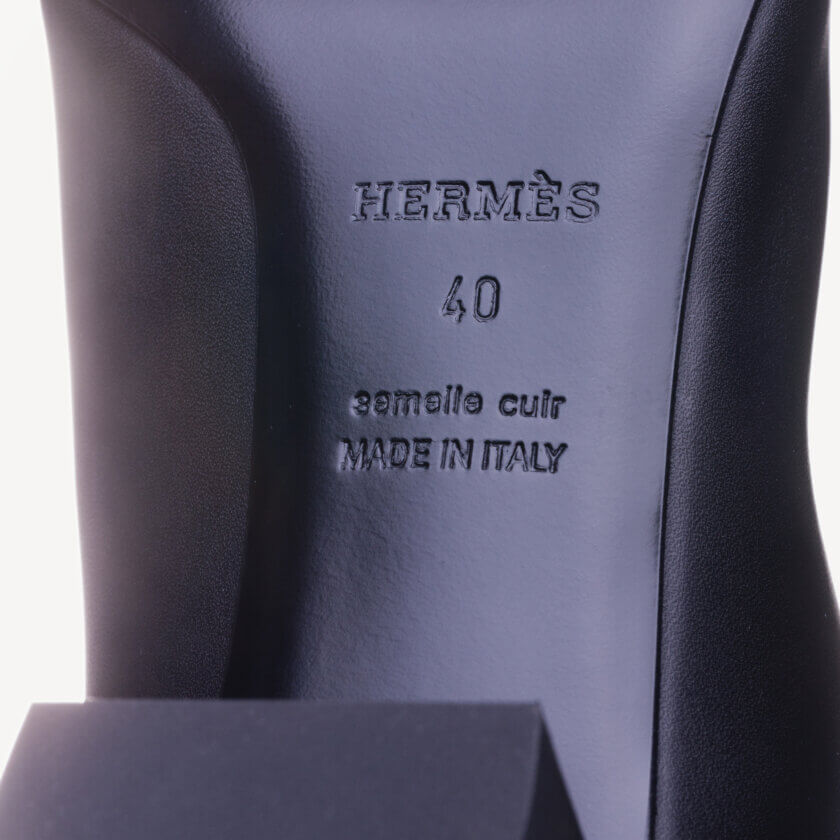 HERMÈS
40
semelle cuir
MADE IN ITALY